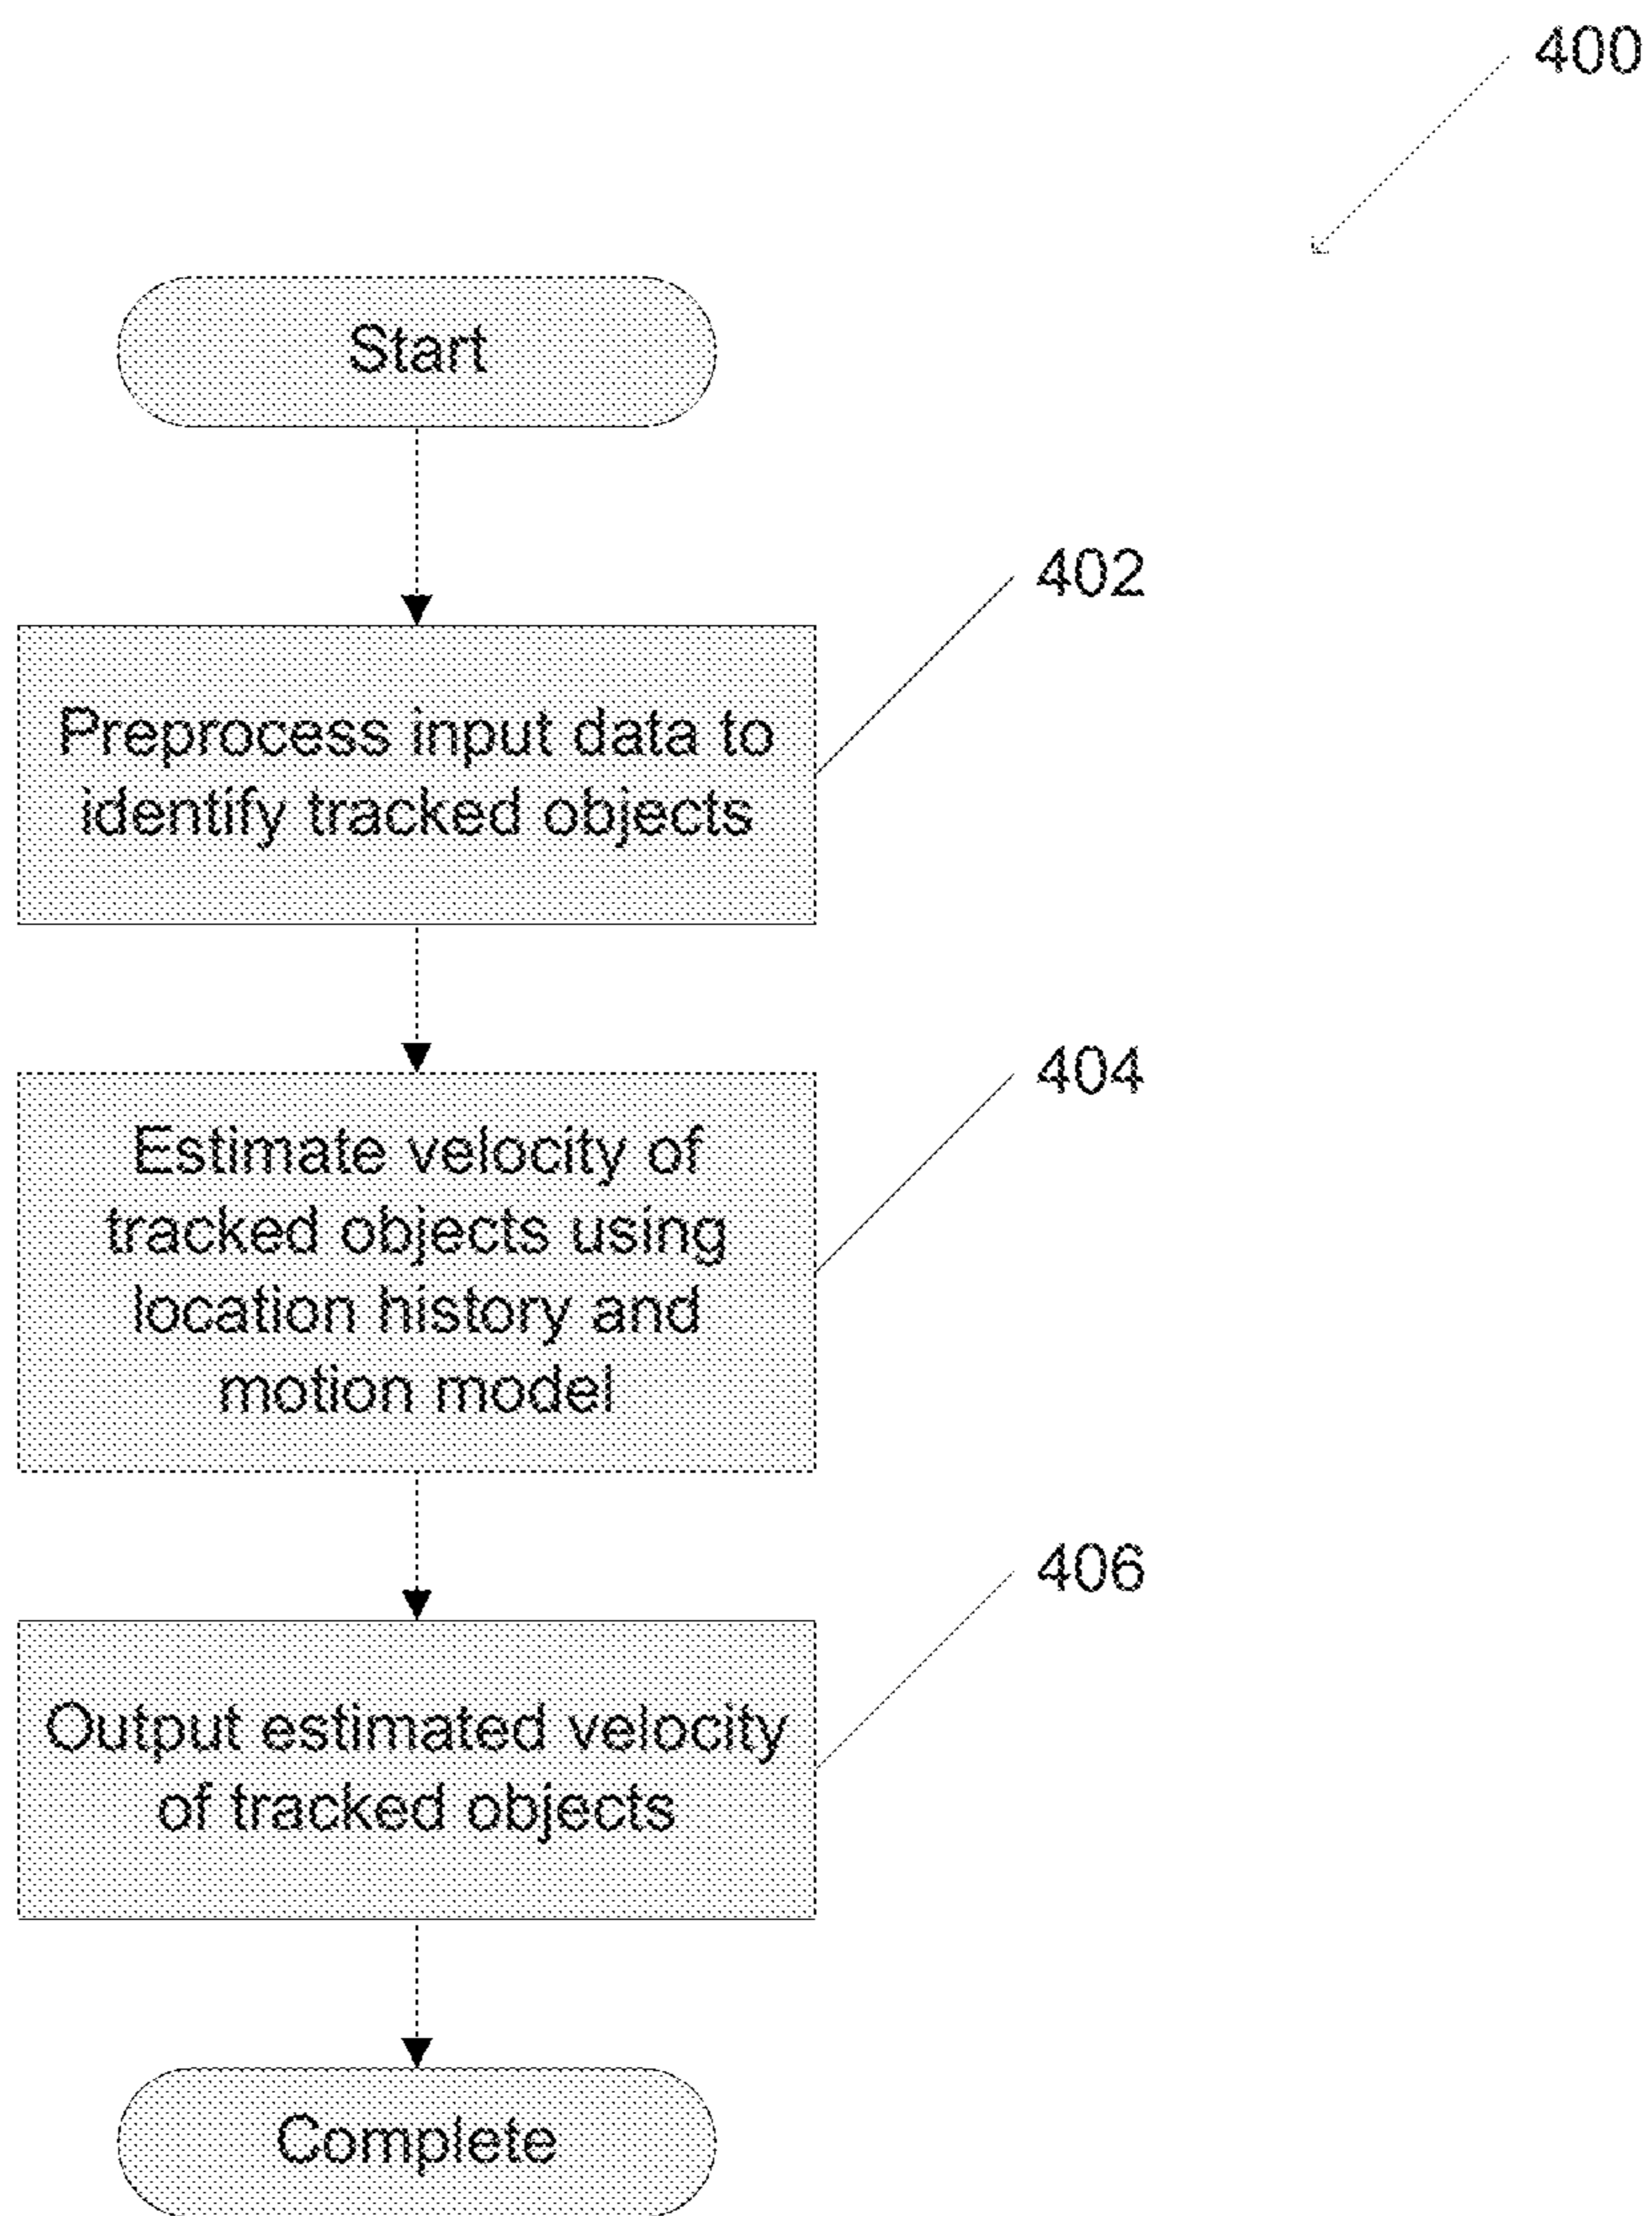 400
Start
402
Preprocess input data to
identify tracked objects
404
Estimate velocity of
tracked objects using
location history and
motion model
406
Output estimated velocity
of tracked objects
Complete